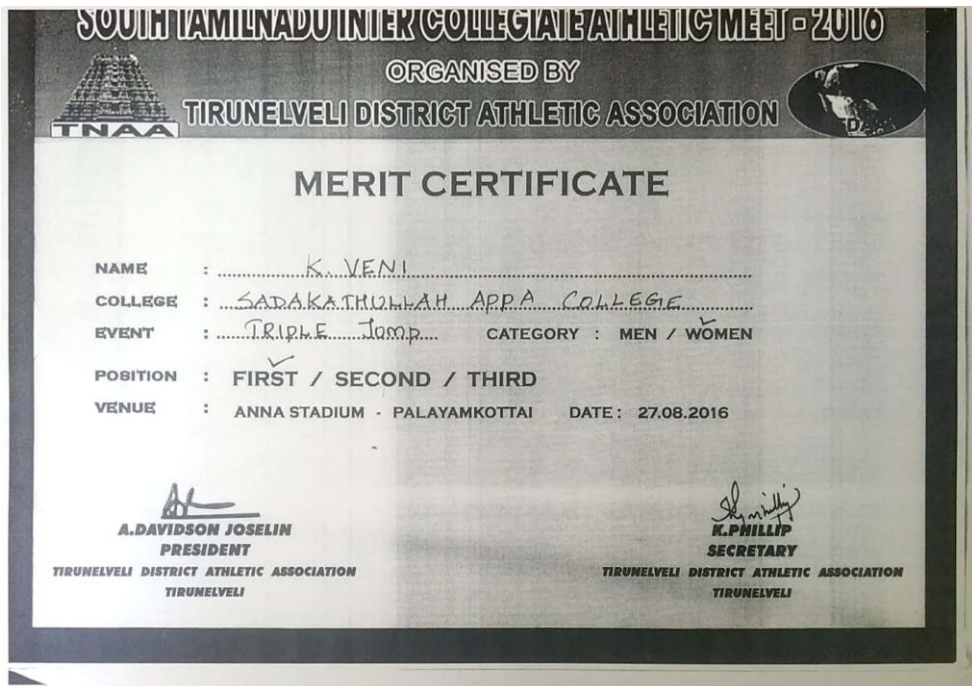 SOUTH TAMILNADU INTER COLLEGIATE ATHLETIC MEET - 2016
ORGANISED BY
TIRUNELVELI DISTRICT ATHLETIC ASSOCIATION
TNAA
MERIT CERTIFICATE
NAME : K. VENI
COLLEGE : SADAKATHULLAH APPA COLLEGE
EVENT : TRIPLE Jump CATEGORY : MEN / WOMEN
POSITION : FIRST / SECOND / THIRD
VENUE : ANNA STADIUM - PALAYAMKOTTAI DATE : 27.08.2016
A.DAVIDSON JOSELIN
PRESIDENT
TIRUNELVELI DISTRICT ATHLETIC ASSOCIATION
TIRUNELVELI
K.PHILLIP
SECRETARY
TIRUNELVELI DISTRICT ATHLETIC ASSOCIATION
TIRUNELVELI